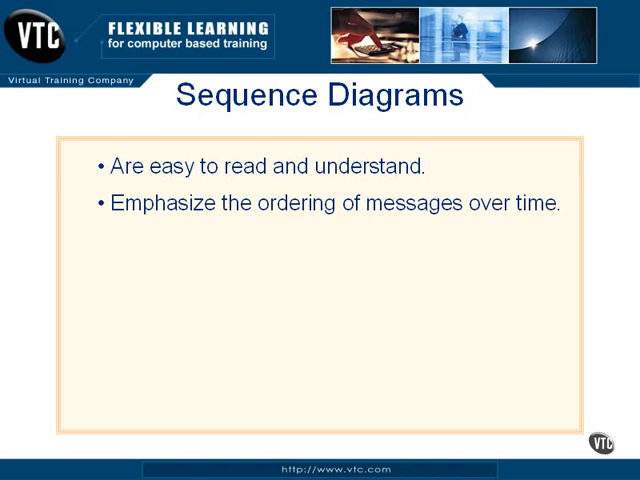 VTC
FLEXIBLE LEARNING
for computer based training
Virtual Training Company
Sequence Diagrams
• Are easy to read and understand.
• Emphasize the ordering of messages over time.
VTC
http://www.vtc.com